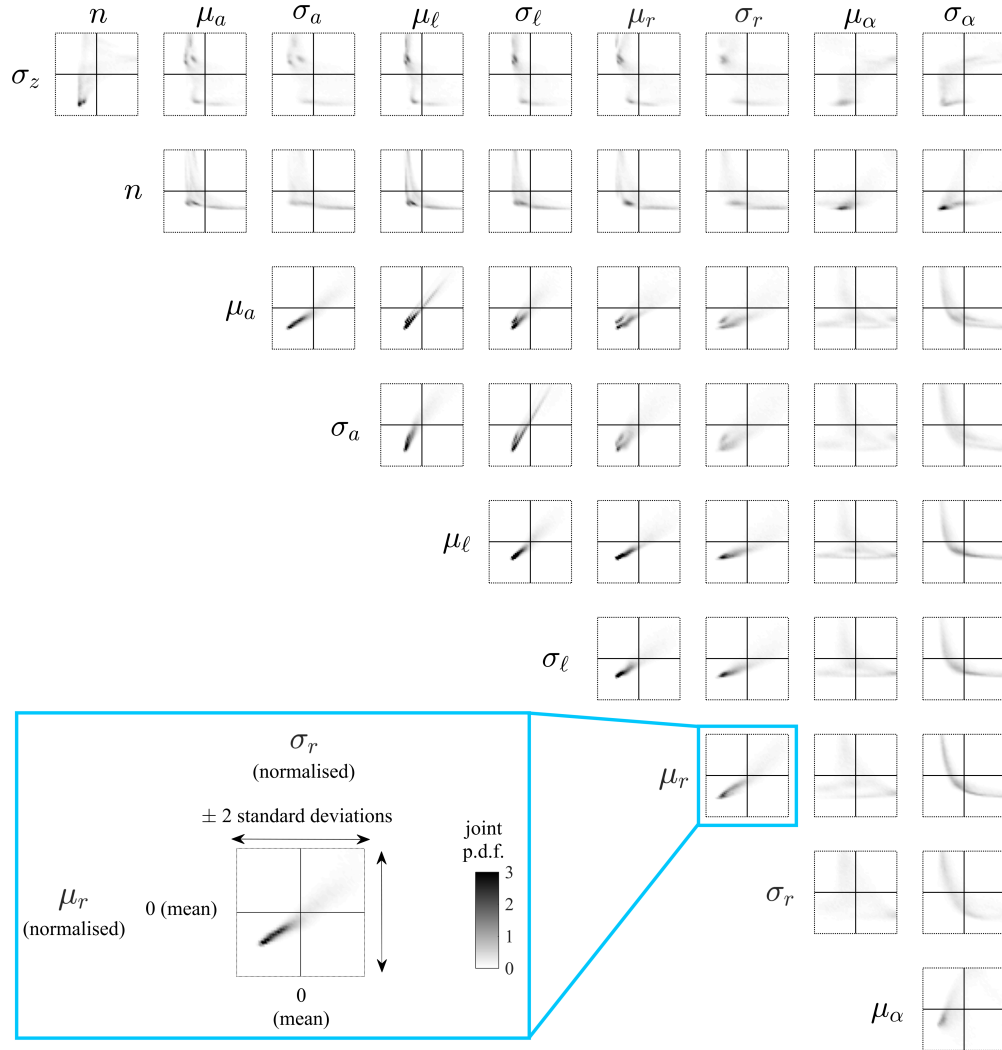 n μ_a σ_a μ_ℓ σ_ℓ μ_r σ_r μ_α σ_α
σ_z
n
μ_a
σ_a
μ_ℓ
σ_ℓ
μ_r
σ_r
μ_α
σ_r
(normalised)
± 2 standard deviations
μ_r
(normalised)
0 (mean)
0
(mean)
joint
p.d.f.
3
2
1
0